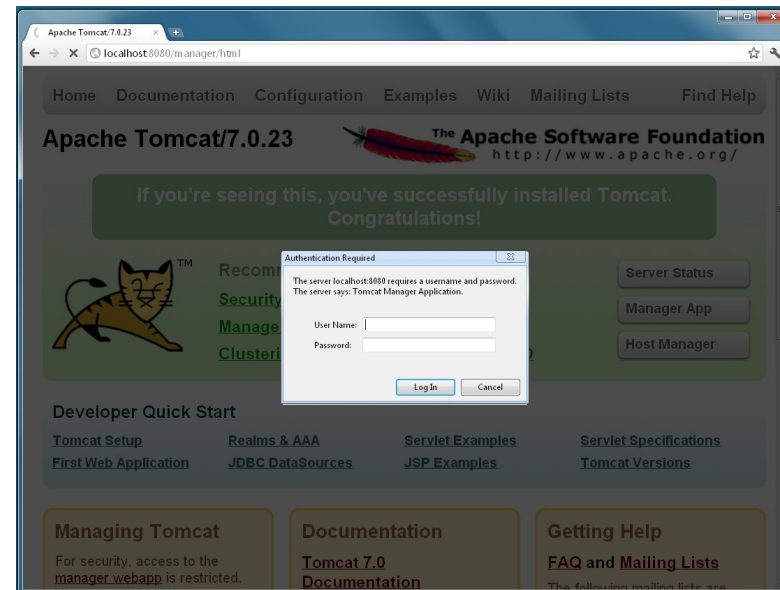 Apache Tomcat/7.0.23
localhost:8080/manager/html
Home Documentation Configuration Examples Wiki Mailing Lists Find Help
Apache Tomcat/7.0.23
The Apache Software Foundation
http://www.apache.org/
If you're seeing this, you've successfully installed Tomcat.
Congratulations!
TM
Security
Manage
Clusteri
Authentication Required
The server localhost:8080 requires a username and password.
The server says: Tomcat Manager Application.
User Name:
Password:
Log In Cancel
Server Status
Manager App
Host Manager
Developer Quick Start
Tomcat Setup Realms & AAA Servlet Examples Servlet Specifications
First Web Application JDBC DataSources JSP Examples Tomcat Versions
Managing Tomcat
For security, access to the
manager webapp is restricted.
Documentation
Tomcat 7.0
Documentation
Getting Help
FAQ and Mailing Lists
The following mailing lists are